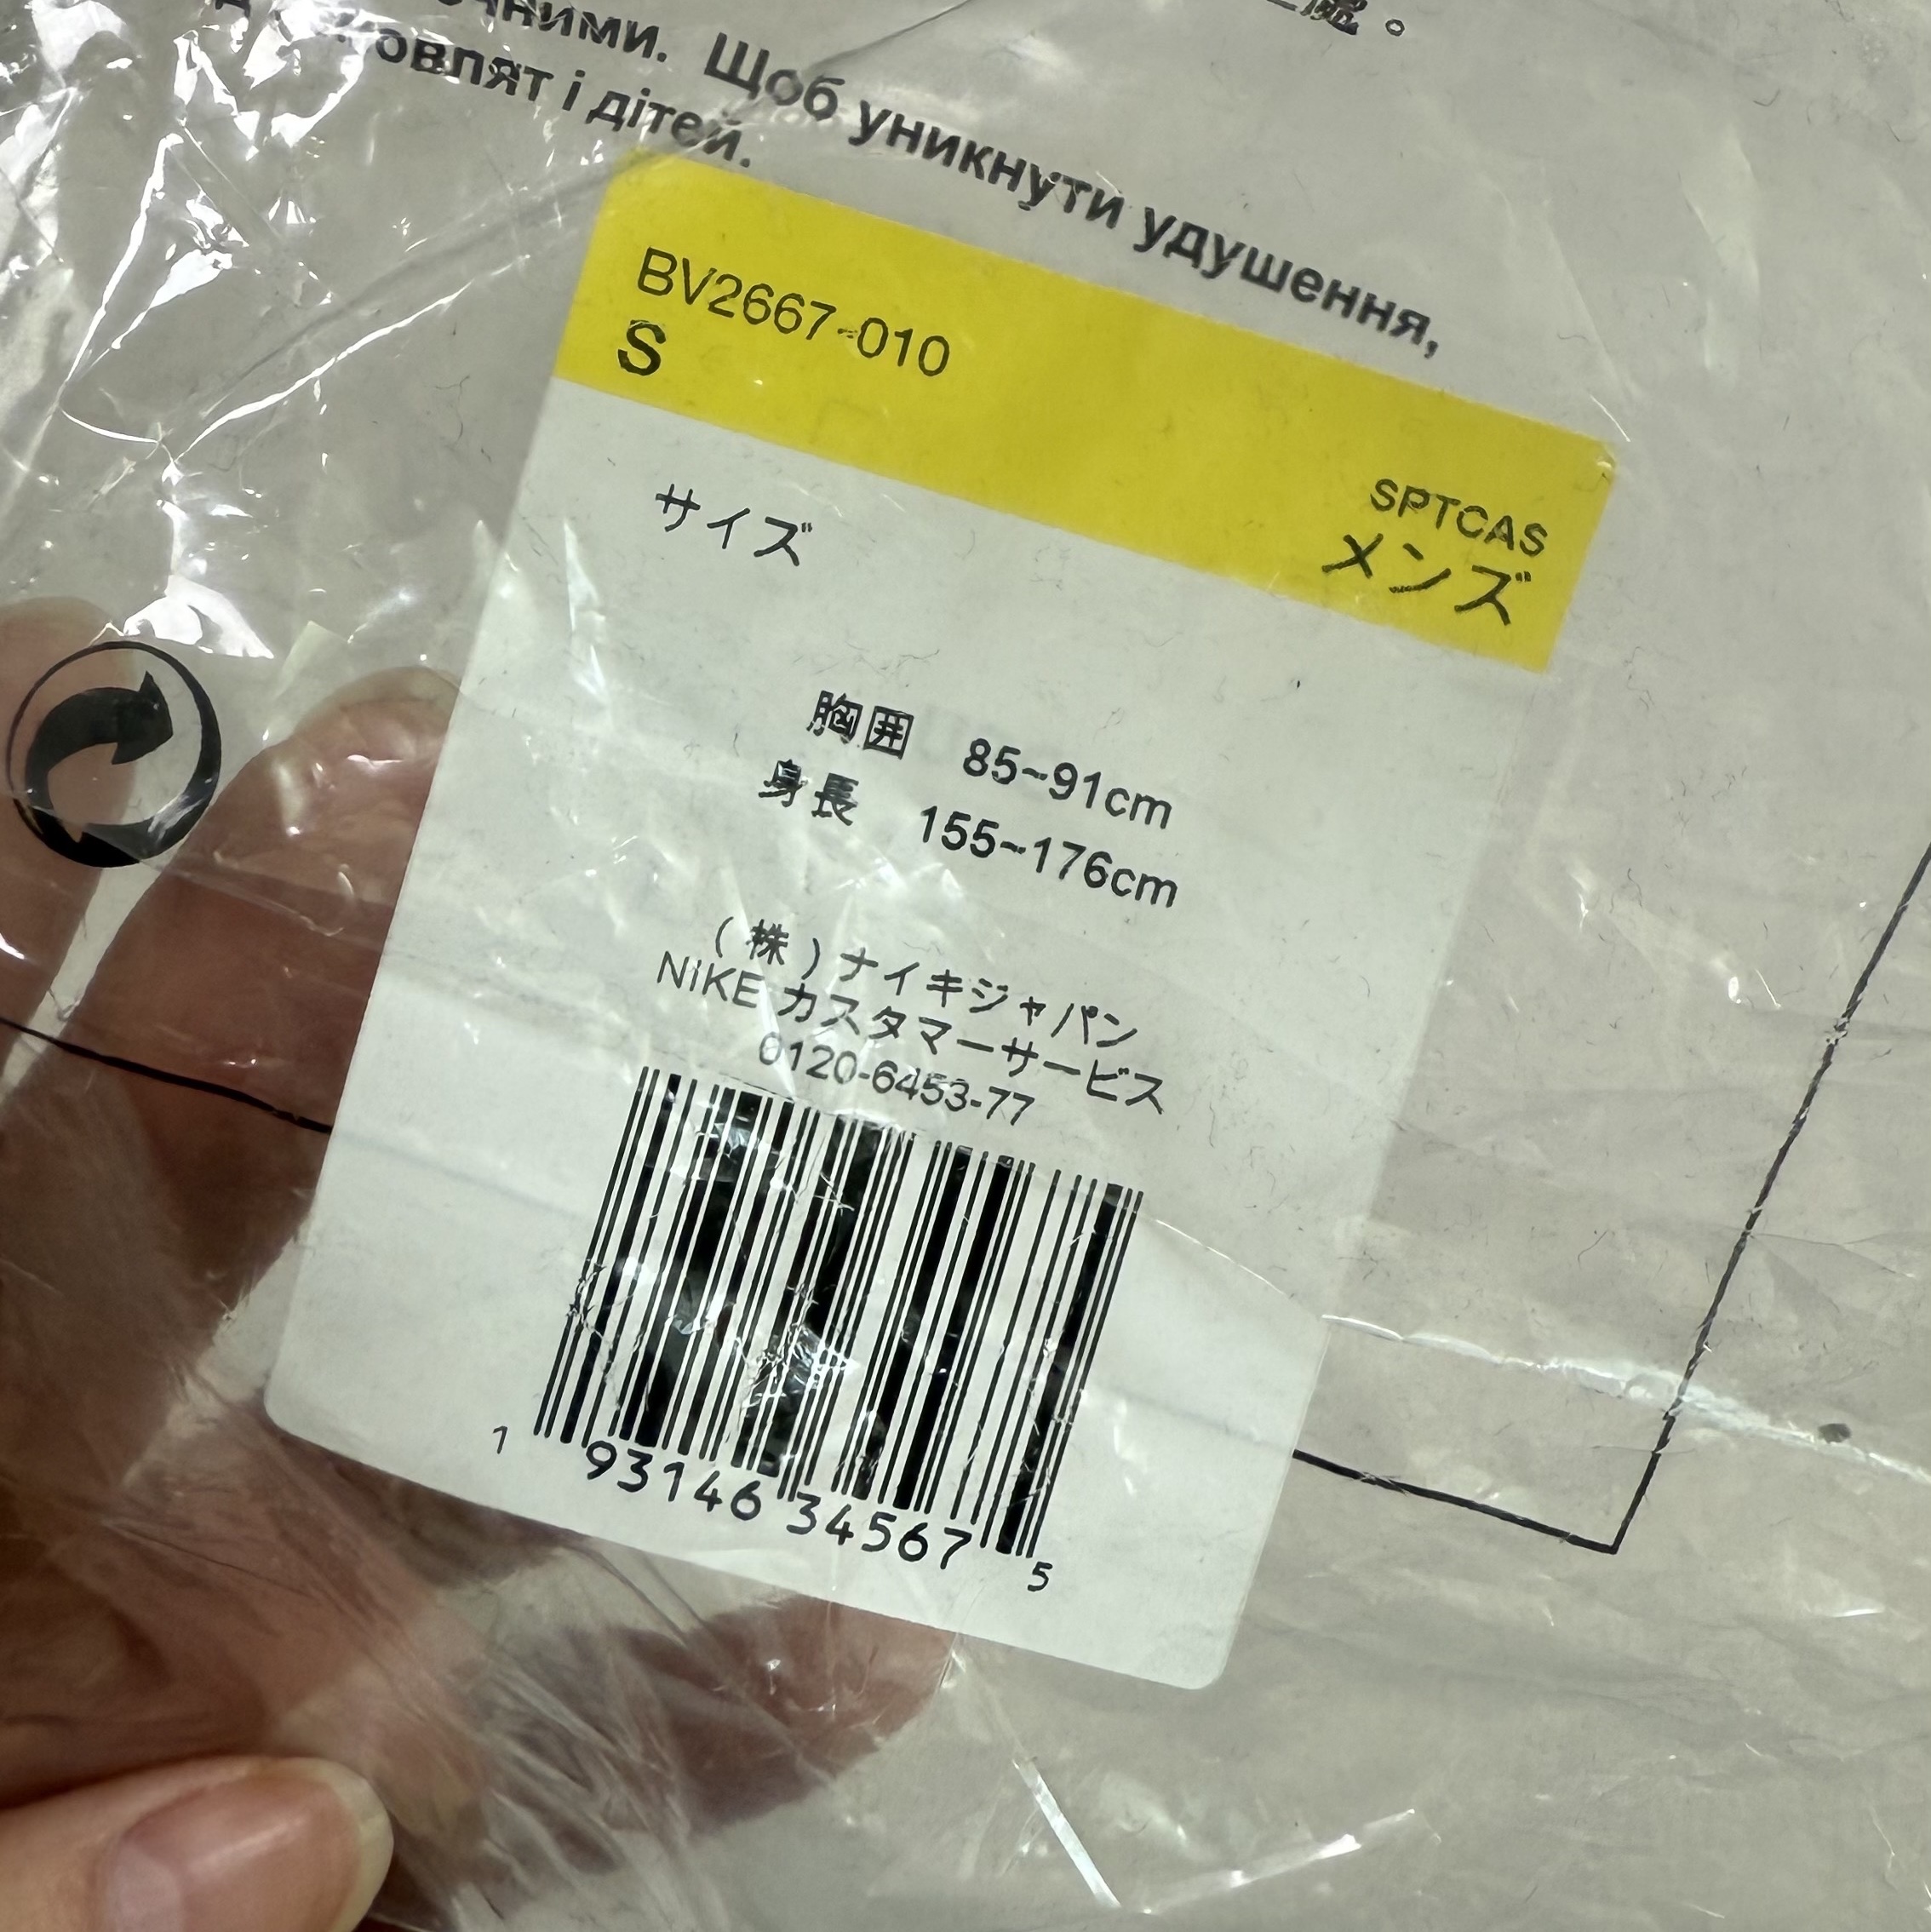 Щоб уникнути удушення,
і дітей.
BV2667-010
S
SPTCAS
メンズ
サイズ
胸囲 85~91cm
身長 155~176cm
(株)ナイキジャパン
NIKE カスタマーサービス
0120-6453-77
1 93146 34567 5